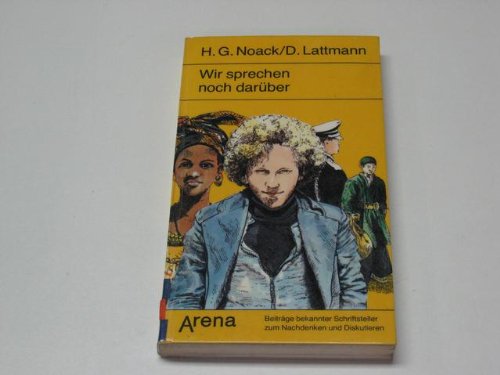 H. G. Noack/D. Lattmann
Wir sprechen
noch darüber
Arena
Beiträge bekannter Schriftsteller
zum Nachdenken und Diskutieren